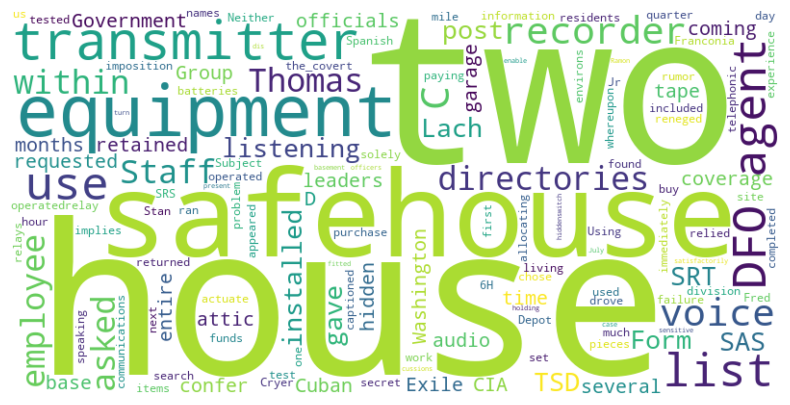 us
tested
Government
names
Neither
officials
Spanish
mile
information
residents
quarter
day
transmitter
post
recorder
coming
Franconia
imposition
the_covert
environs
Jr
rumor
Ramon
enable
dis
within
Group
Thomas
batteries
garage
paying
whereupon
tape
reneged
telephonic
experience
equipment
two
C
Lach
included
agent
months
retained
listening
solely
found
requested
Staff
Subject
directories
coverage
use
SRS
operated
leaders
basement
officers
turn
present
safehouse
buy
site
operatedrelay
Stan
ran
problem
D
first
allocating
hiddenswitch
Using
July
relied
completed
hour
implies
appeared
purchase
immediately
DFO
relays
employee
returned
installed
house
living
satisfactorily
SRT
division
communications
entire
hidden
captioned
Washington
6H
chose
time
used
drove
failure
Fred
voice
asked
actuate
gave
fitted
one
audio
Depot
much
pieces
Form
SAS
speaking
next
attic
funds
holding
work
set
case
sensitive
base
search
Cryer
test
secret
list
items
confer
Cuban
Exile
cussions
CIA
TSD
several